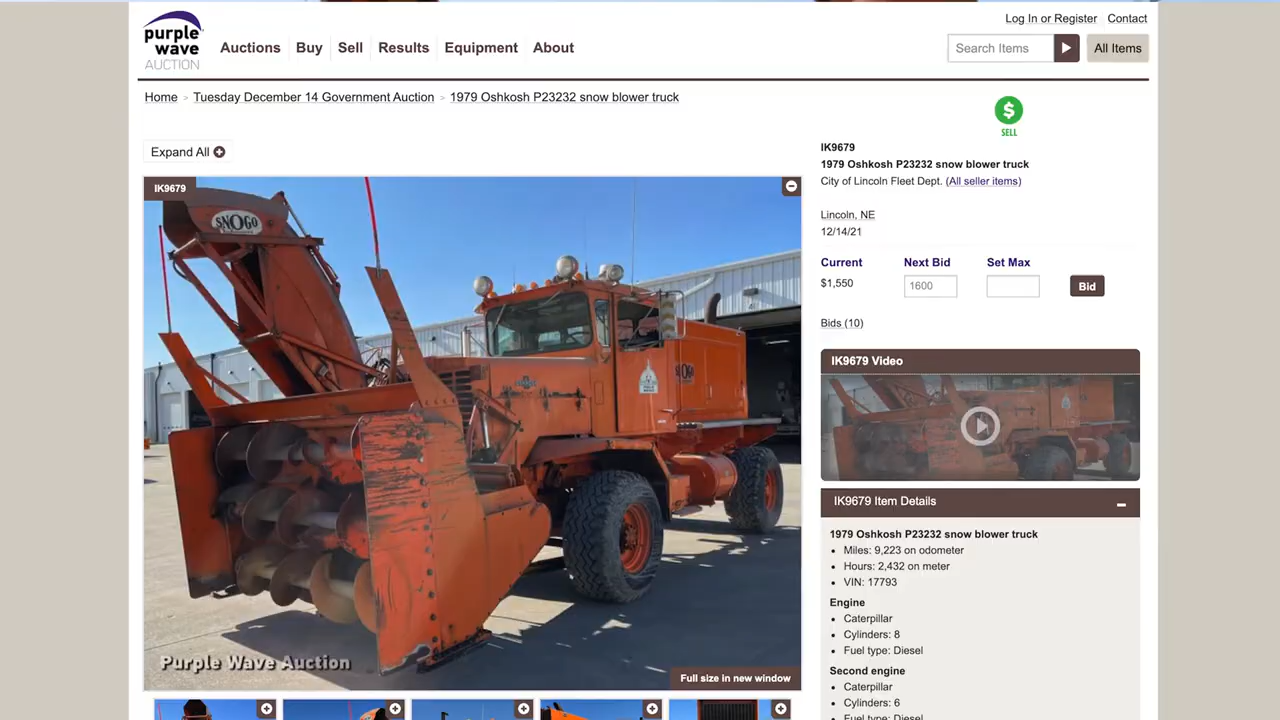 Log In or Register Contact
purple
wave
AUCTION
Auctions Buy Sell Results Equipment About
Search Items
All Items
Home > Tuesday December 14 Government Auction > 1979 Oshkosh P23232 snow blower truck
$
SELL
Expand All
IK9679
SNOGO
SNOGO
Purple Wave Auction
Full size in new window
IK9679
1979 Oshkosh P23232 snow blower truck
City of Lincoln Fleet Dept. (All seller items)
Lincoln, NE
12/14/21
Current Next Bid Set Max
$1,550 1600 Bid
Bids (10)
IK9679 Video
IK9679 Item Details
1979 Oshkosh P23232 snow blower truck
• Miles: 9,223 on odometer
• Hours: 2,432 on meter
• VIN: 17793
Engine
• Caterpillar
• Cylinders: 8
• Fuel type: Diesel
Second engine
• Caterpillar
• Cylinders: 6
• Fuel type: Diesel